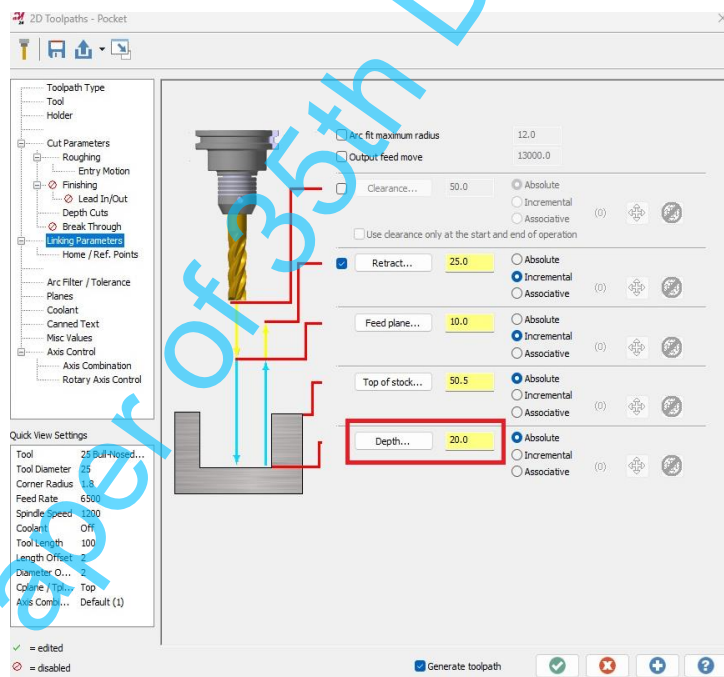 2D Toolpaths - Pocket
Toolpath Type
Tool
Holder
Cut Parameters
Roughing
Entry Motion
Finishing
Lead In/Out
Depth Cuts
Break Through
Linking Parameters
Home / Ref. Points
Arc Filter / Tolerance
Planes
Coolant
Canned Text
Misc Values
Axis Control
Axis Combination
Rotary Axis Control
Quick View Settings
Tool 25 Bull-Nosed...
Tool Diameter 25
Corner Radius 1.8
Feed Rate 6500
Spindle Speed 1200
Coolant Off
Tool Length 100
Length Offset 2
Diameter O... 2
Cplane / Tpl... Top
Axis Combi... Default (1)
= edited
= disabled
Arc fit maximum radius 12.0
Output feed move 13000.0
Clearance... 50.0 Absolute
Incremental
Associative (0)
Use clearance only at the start and end of operation
Retract... 25.0 Absolute
Incremental
Associative (0)
Feed plane... 10.0 Absolute
Incremental
Associative (0)
Top of stock... 50.5 Absolute
Incremental
Associative (0)
Depth... 20.0 Absolute
Incremental
Associative (0)
Generate toolpath
aper of 35th